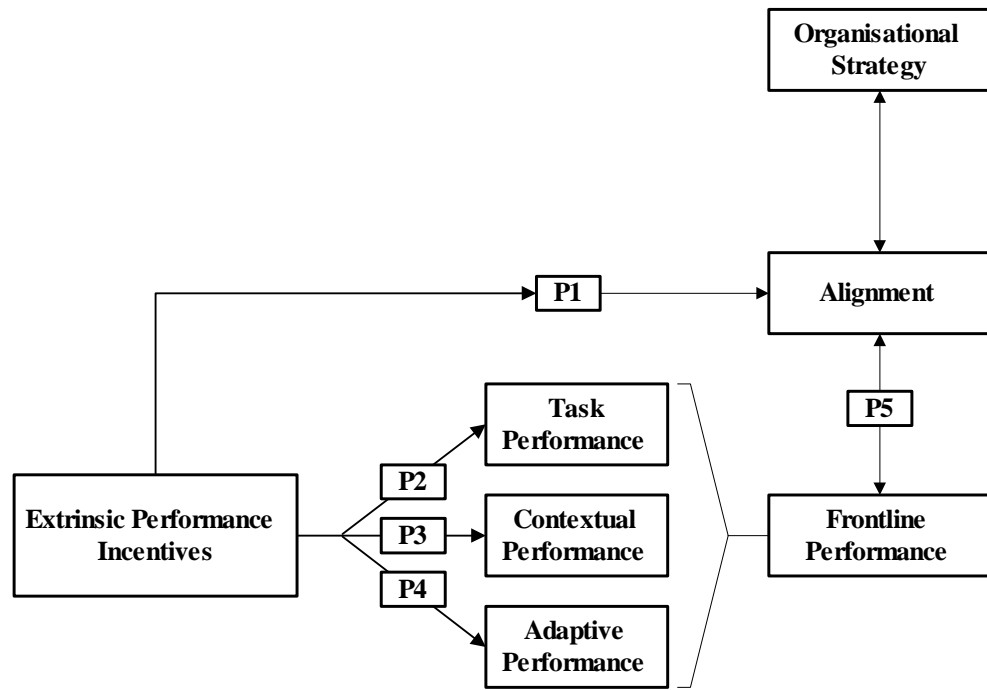 Organisational
Strategy
P1
Alignment
Task
Performance
P5
P2
Extrinsic Performance
Incentives
P3
Contextual
Performance
Frontline
Performance
P4
Adaptive
Performance